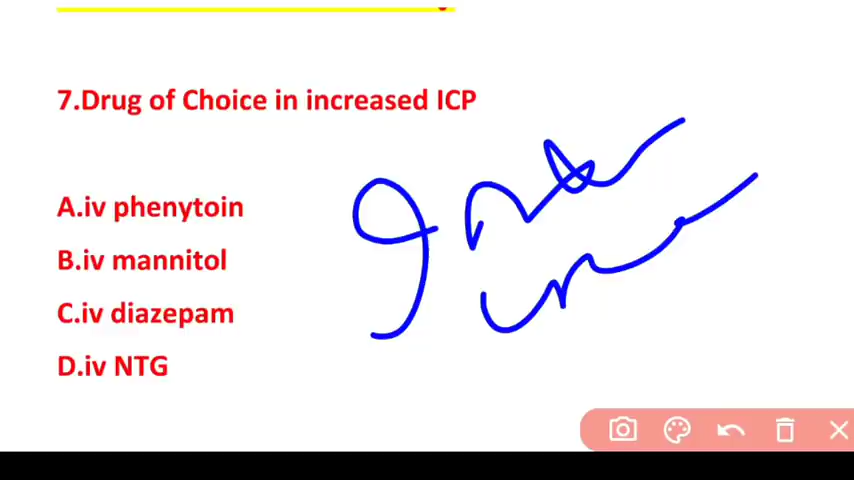 7.Drug of Choice in increased ICP
A.iv phenytoin
B.iv mannitol
C.iv diazepam
D.iv NTG